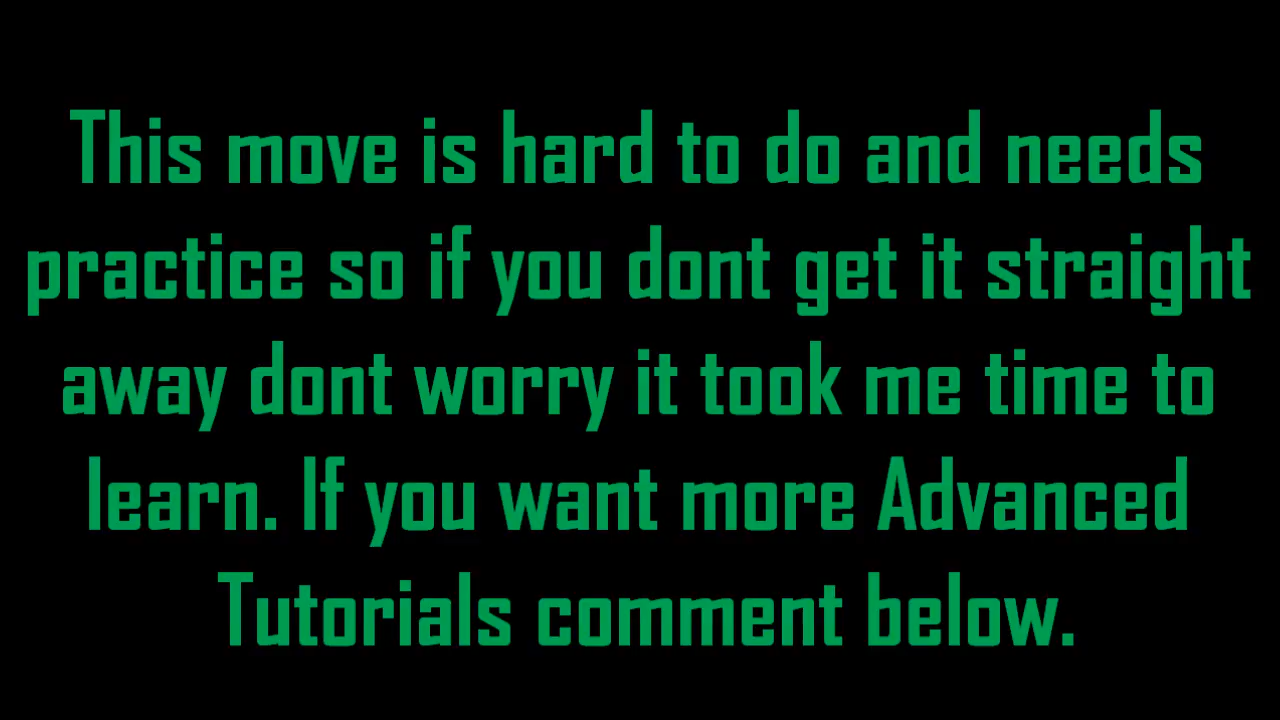 This move is hard to do and needs
practice so if you dont get it straight
away dont worry it took me time to
learn. If you want more Advanced
Tutorials comment below.